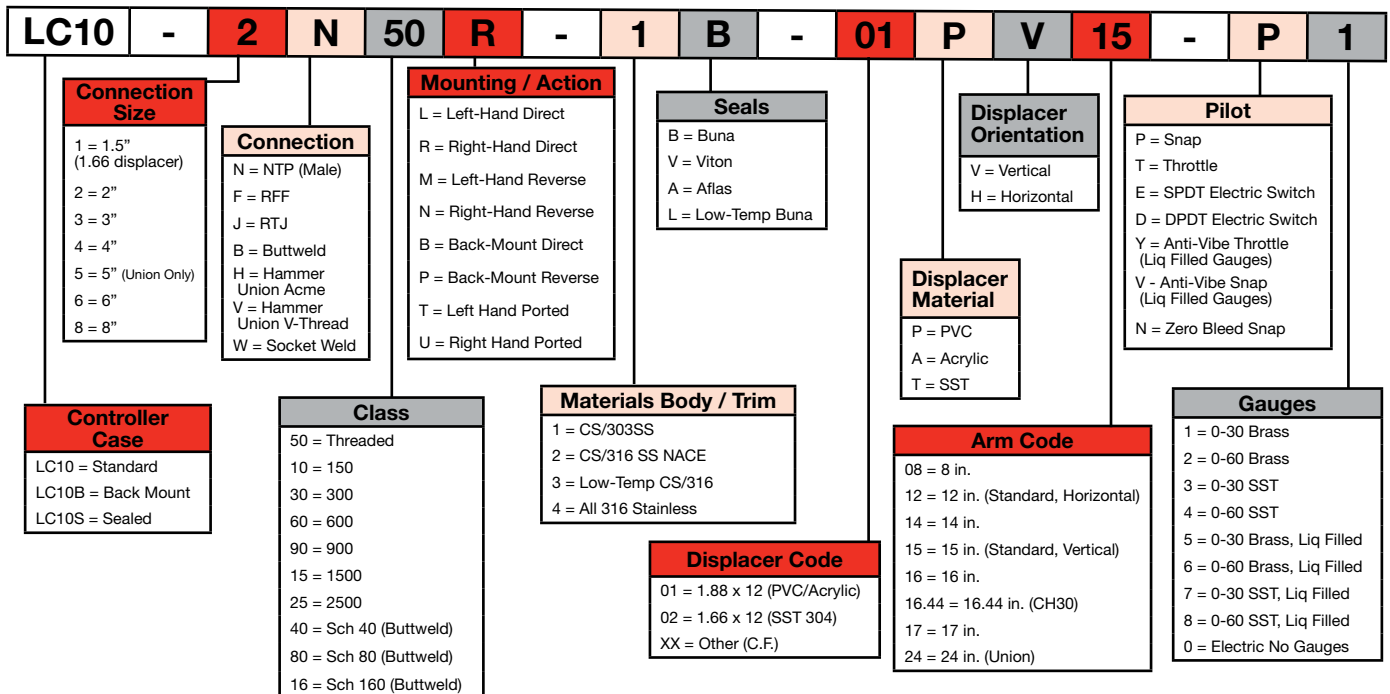 LC10 - 2 N 50 R - 1 B - 01 P V 15 - P 1
Connection
Size
1 = 1.5”
(1.66 displacer)
2 = 2”
3 = 3”
4 = 4”
5 = 5” (Union Only)
6 = 6”
8 = 8”
Connection
N = NTP (Male)
F = RFF
J = RTJ
B = Buttweld
H = Hammer
Union Acme
V = Hammer
Union V-Thread
W = Socket Weld
Mounting / Action
L = Left-Hand Direct
R = Right-Hand Direct
M = Left-Hand Reverse
N = Right-Hand Reverse
B = Back-Mount Direct
P = Back-Mount Reverse
T = Left Hand Ported
U = Right Hand Ported
Seals
B = Buna
V = Viton
A = Aflas
L = Low-Temp Buna
Displacer
Orientation
V = Vertical
H = Horizontal
Pilot
P = Snap
T = Throttle
E = SPDT Electric Switch
D = DPDT Electric Switch
Y = Anti-Vibe Throttle
(Liq Filled Gauges)
V - Anti-Vibe Snap
(Liq Filled Gauges)
N = Zero Bleed Snap
Displacer
Material
P = PVC
A = Acrylic
T = SST
Controller
Case
LC10 = Standard
LC10B = Back Mount
LC10S = Sealed
Class
50 = Threaded
10 = 150
30 = 300
60 = 600
90 = 900
15 = 1500
25 = 2500
40 = Sch 40 (Buttweld)
80 = Sch 80 (Buttweld)
16 = Sch 160 (Buttweld)
Materials Body / Trim
1 = CS/303SS
2 = CS/316 SS NACE
3 = Low-Temp CS/316
4 = All 316 Stainless
Displacer Code
01 = 1.88 x 12 (PVC/Acrylic)
02 = 1.66 x 12 (SST 304)
XX = Other (C.F.)
Arm Code
08 = 8 in.
12 = 12 in. (Standard, Horizontal)
14 = 14 in.
15 = 15 in. (Standard, Vertical)
16 = 16 in.
16.44 = 16.44 in. (CH30)
17 = 17 in.
24 = 24 in. (Union)
Gauges
1 = 0-30 Brass
2 = 0-60 Brass
3 = 0-30 SST
4 = 0-60 SST
5 = 0-30 Brass, Liq Filled
6 = 0-60 Brass, Liq Filled
7 = 0-30 SST, Liq Filled
8 = 0-60 SST, Liq Filled
0 = Electric No Gauges